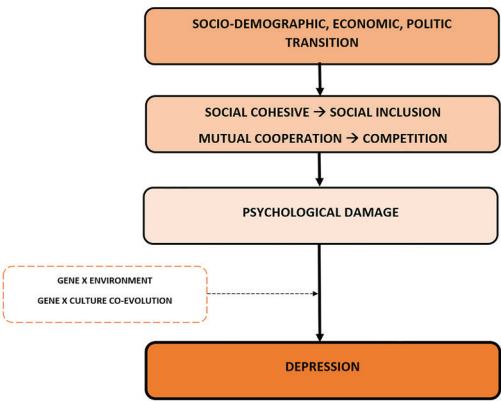 SOCIO-DEMOGRAPHIC, ECONOMIC, POLITIC
TRANSITION
SOCIAL COHESIVE → SOCIAL INCLUSION
MUTUAL COOPERATION → COMPETITION
PSYCHOLOGICAL DAMAGE
GENE X ENVIRONMENT
GENE X CULTURE CO-EVOLUTION
DEPRESSION